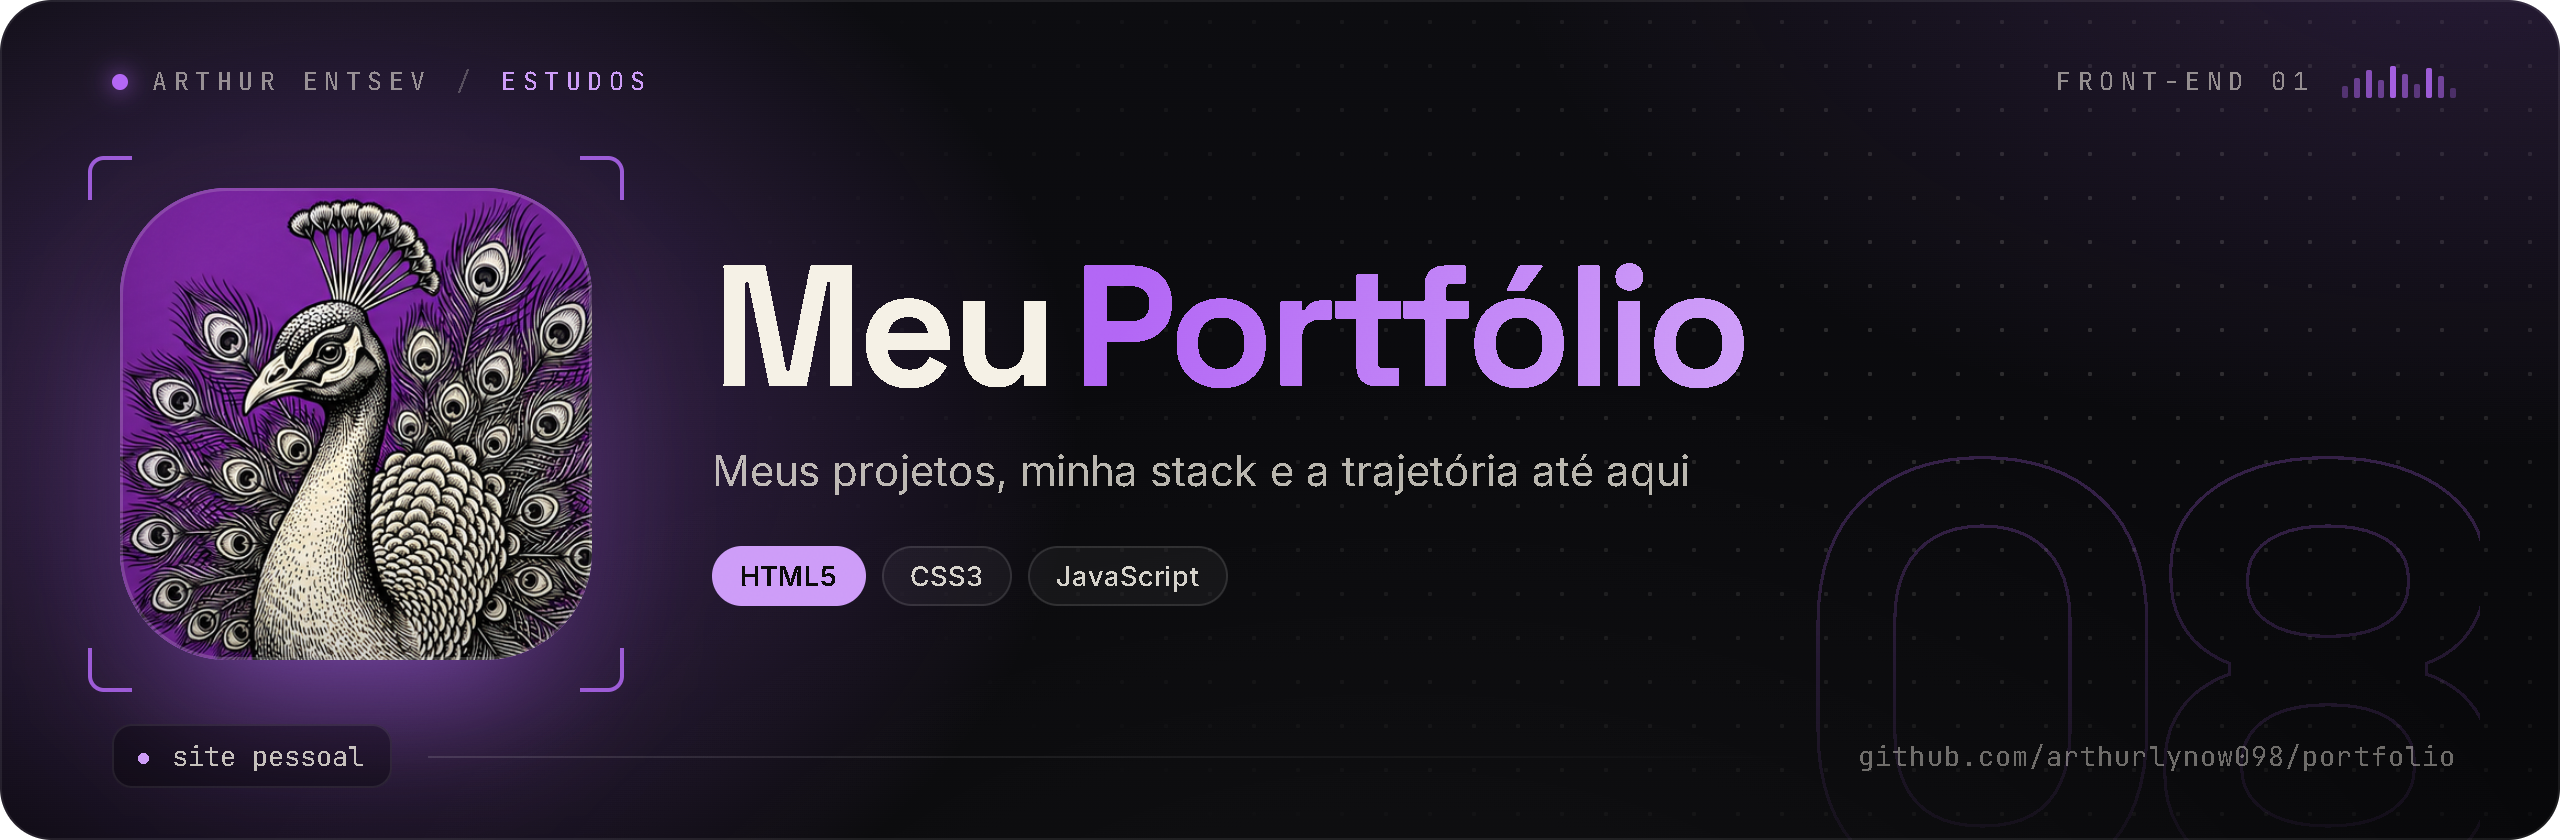 ARTHUR ENTSEV / ESTUDOS
FRONT-END 01
Meu Portfólio
Meus projetos, minha stack e a trajetória até aqui
HTML5
CSS3
JavaScript
08
site pessoal
github.com/arthurlynow098/portfolio